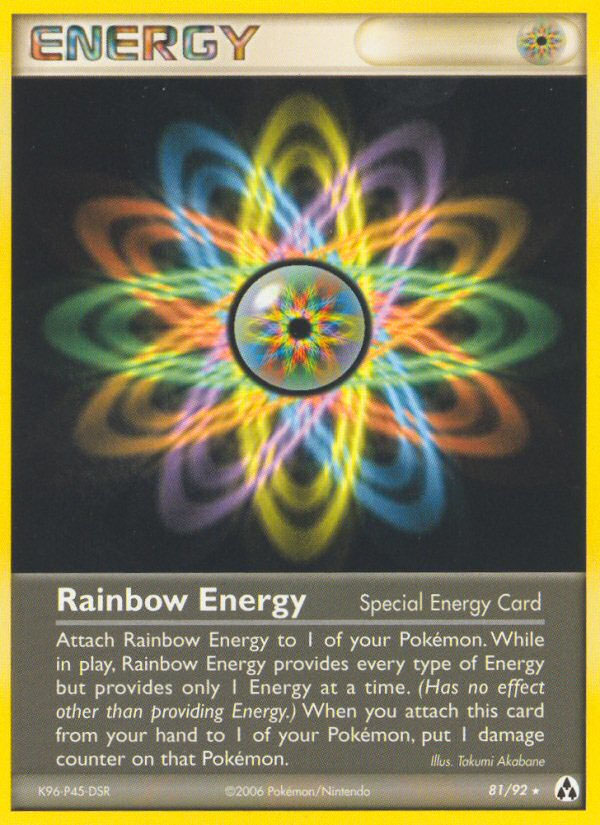 ENERGY
Rainbow Energy Special Energy Card
Attach Rainbow Energy to 1 of your Pokémon. While
in play, Rainbow Energy provides every type of Energy
but provides only 1 Energy at a time. (Has no effect
other than providing Energy.) When you attach this card
from your hand to 1 of your Pokémon, put 1 damage
counter on that Pokémon. Illus. Takumi Akabane
K96-P45-DSR ©2006 Pokémon/Nintendo 81/92 ★